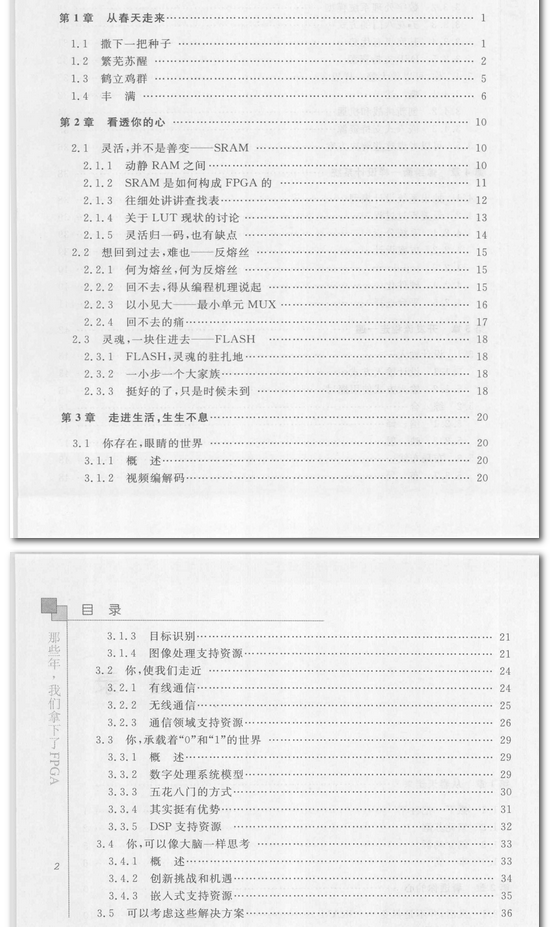 第1章 从春天走来…………1
1.1 撒下一把种子…………1
1.2 繁芜苏醒…………2
1.3 鹤立鸡群…………5
1.4 丰 满…………6
第2章 看透你的心…………10
2.1 灵活,并不是善变——SRAM…………10
2.1.1 动静RAM之间…………10
2.1.2 SRAM是如何构成FPGA的…………11
2.1.3 往细处讲讲查找表…………12
2.1.4 关于LUT现状的讨论…………13
2.1.5 灵活归一码,也有缺点…………14
2.2 想回到过去,难也——反熔丝…………15
2.2.1 何为熔丝,何为反熔丝…………15
2.2.2 回不去,得从编程机理说起…………15
2.2.3 以小见大——最小单元MUX…………16
2.2.4 回不去的痛…………17
2.3 灵魂,一块住进去——FLASH…………18
2.3.1 FLASH,灵魂的驻扎地…………18
2.3.2 一小步一个大家族…………18
2.3.3 挺好的了,只是时候未到…………18
第3章 走进生活,生生不息…………20
3.1 你存在,眼睛的世界…………20
3.1.1 概 述…………20
3.1.2 视频编解码…………20
目 录
那些年,我们拿下了FPGA
2
3.1.3 目标识别…………21
3.1.4 图像处理支持资源…………21
3.2 你,使我们走近…………24
3.2.1 有线通信…………24
3.2.2 无线通信…………25
3.2.3 通信领域支持资源…………26
3.3 你,承载着“0”和“1”的世界…………29
3.3.1 概 述…………29
3.3.2 数字处理系统模型…………29
3.3.3 五花八门的方式…………30
3.3.4 其实挺有优势…………31
3.3.5 DSP支持资源…………32
3.4 你,可以像大脑一样思考…………33
3.4.1 概 述…………33
3.4.2 创新挑战和机遇…………34
3.4.3 嵌入式支持资源…………35
3.5 可以考虑这些解决方案…………36